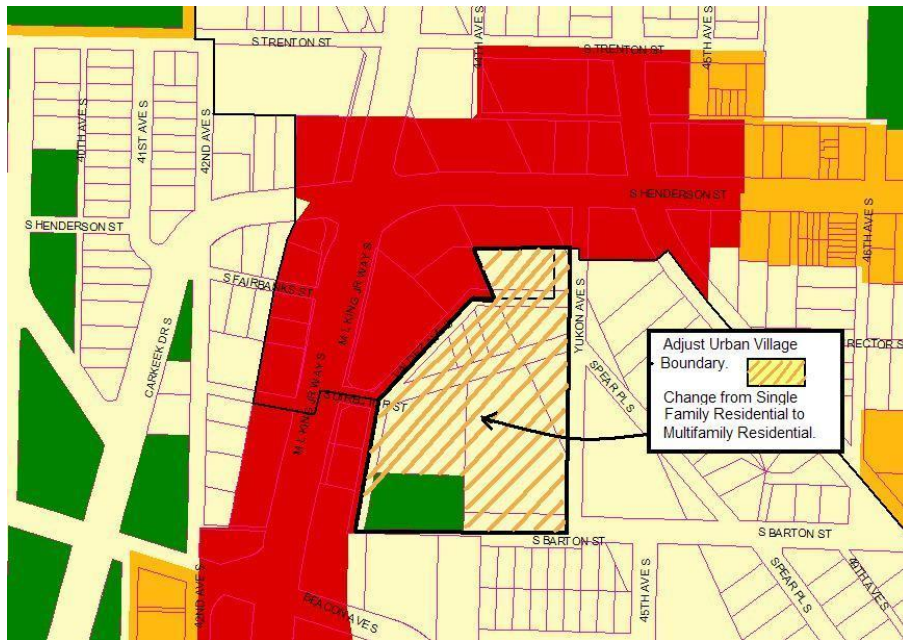 S TRENTON ST
44TH AVE S
45TH AVE S
S TRENTON ST
40TH AVE S
41ST AVE S
42ND AVE S
S HENDERSON ST
S HENDERSON ST
46TH AVE S
S FAIRBANKS ST
M L KING JR WAY S
CARKEEK DR S
YUKON AVE S
M L KING JR WAY S
SPEAR PL S
RECTOR S
Adjust Urban Village
Boundary.
Change from Single
Family Residential to
Multifamily Residential.
S BARTON ST
S BARTON ST
42ND AVE S
BEACON AVE S
45TH AVE S
SPEAR PL S